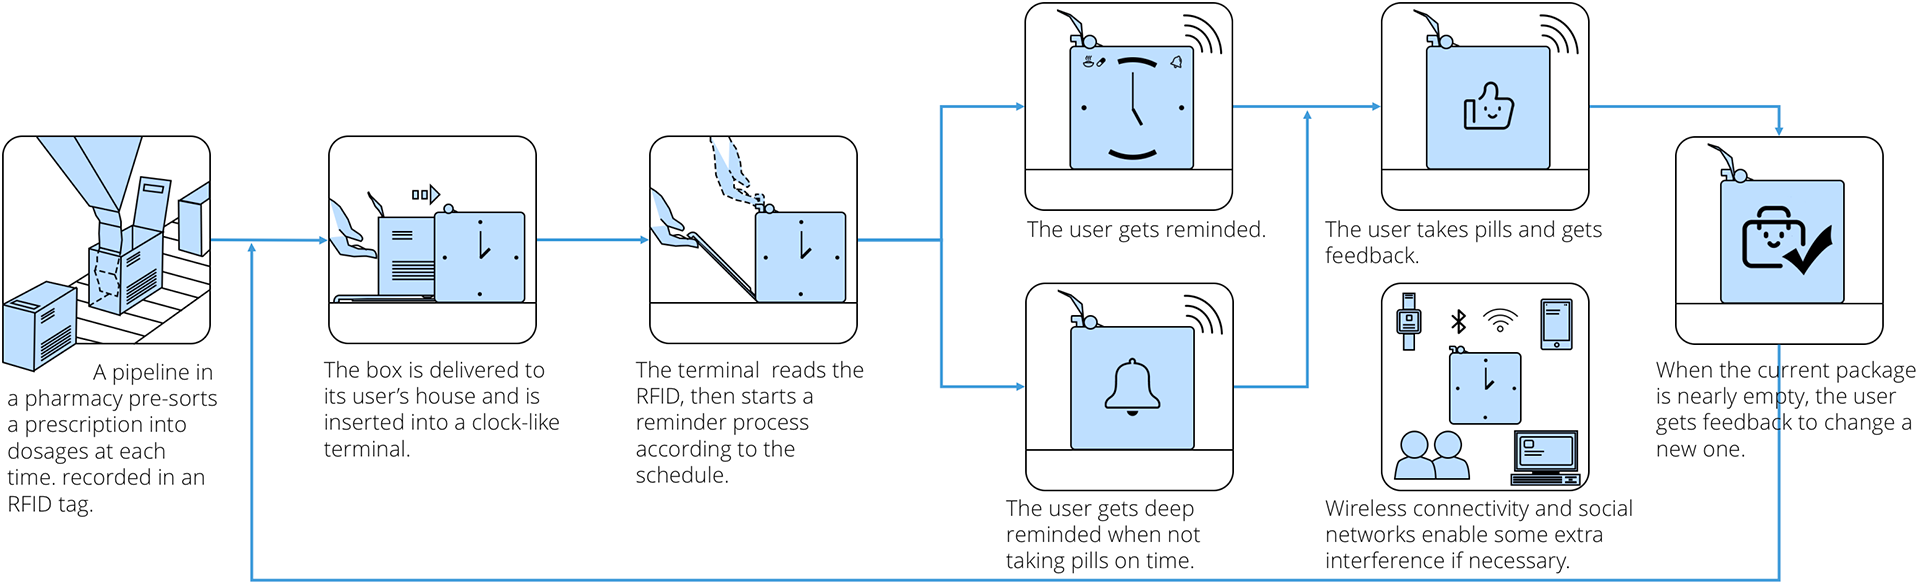 A pipeline in
a pharmacy pre-sorts
a prescription into
dosages at each
time. recorded in an
RFID tag.
The box is delivered to
its user's house and is
inserted into a clock-like
terminal.
The terminal reads the
RFID, then starts a
reminder process
according to the
schedule.
The user gets reminded.
The user gets deep
reminded when not
taking pills on time.
The user takes pills and gets
feedback.
Wireless connectivity and social
networks enable some extra
interference if necessary.
When the current package
is nearly empty, the user
gets feedback to change a
new one.